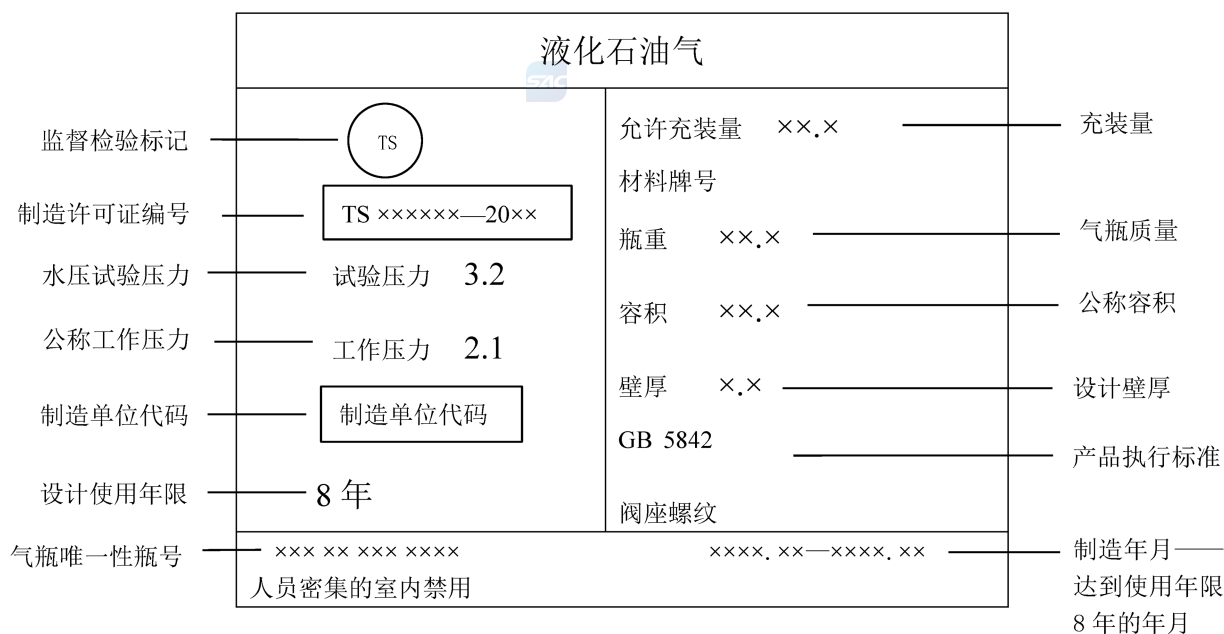 液化石油气
SAC
监督检验标记
TS
制造许可证编号
TS ××××××—20××
水压试验压力
试验压力 3.2
公称工作压力
工作压力 2.1
制造单位代码
制造单位代码
设计使用年限
8 年
允许充装量 ××.×
充装量
材料牌号
瓶重 ××.×
气瓶质量
容积 ××.×
公称容积
壁厚 ×.×
设计壁厚
GB 5842
产品执行标准
阀座螺纹
气瓶唯一性瓶号
××× ×× ××× ××××
××××. ××—××××. ××
制造年月——
达到使用年限
8 年的年月
人员密集的室内禁用